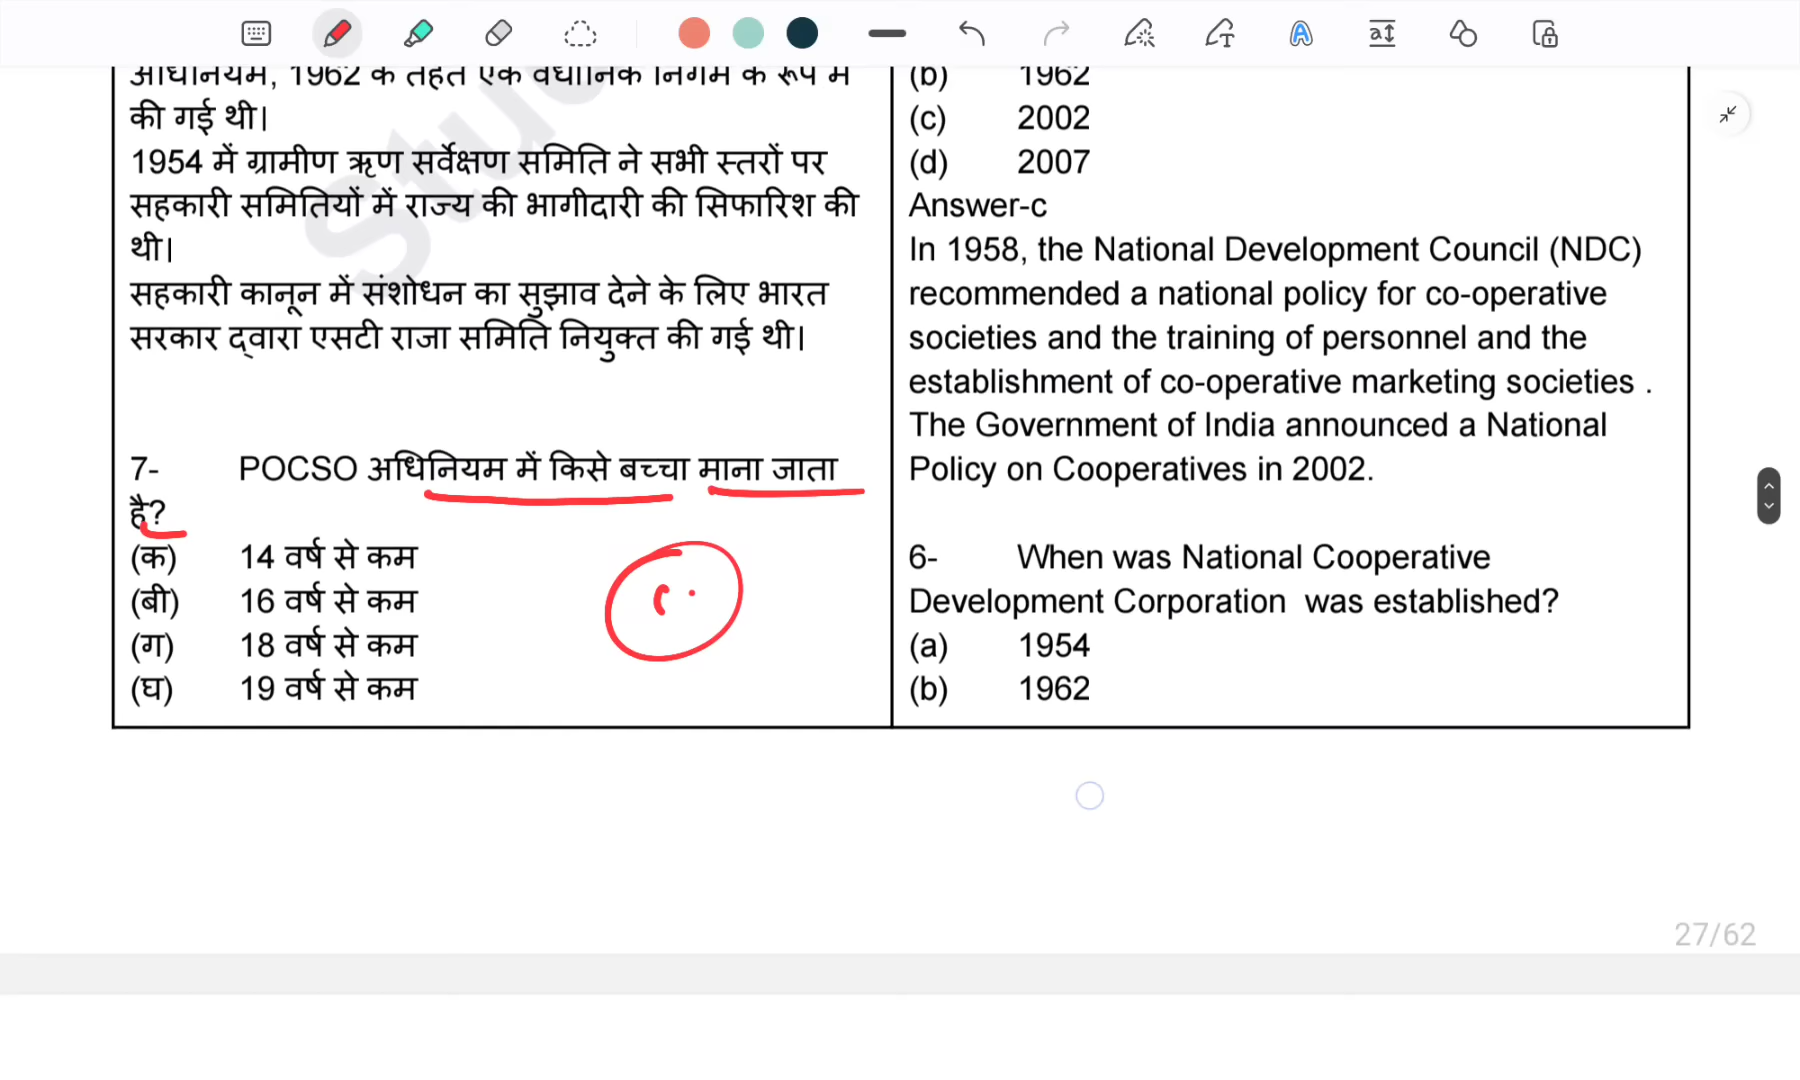 अधिनियम, 1962 के तहत एक वैधानिक निगम के रूप में
की गई थी।
1954 में ग्रामीण ऋण सर्वेक्षण समिति ने सभी स्तरों पर
सहकारी समितियों में राज्य की भागीदारी की सिफारिश की
थी।
सहकारी कानून में संशोधन का सुझाव देने के लिए भारत
सरकार द्वारा एसटी राजा समिति नियुक्त की गई थी।
7- POCSO अधिनियम में किसे बच्चा माना जाता
है?
(क) 14 वर्ष से कम
(बी) 16 वर्ष से कम
(ग) 18 वर्ष से कम
(घ) 19 वर्ष से कम
(b) 1962
(c) 2002
(d) 2007
Answer-c
In 1958, the National Development Council (NDC)
recommended a national policy for co-operative
societies and the training of personnel and the
establishment of co-operative marketing societies .
The Government of India announced a National
Policy on Cooperatives in 2002.
6- When was National Cooperative
Development Corporation was established?
(a) 1954
(b) 1962
27/62